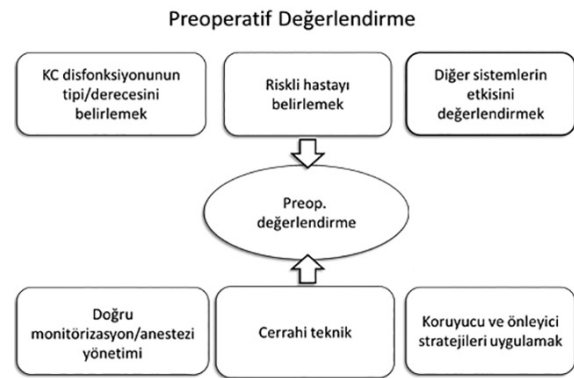 Preoperatif Değerlendirme
KC disfonksiyonunun
tipi/derecesini
belirlemek
Riskli hastayı
belirlemek
Diğer sistemlerin
etkisini
değerlendirmek
Preop.
değerlendirme
Doğru
monitörizasyon/anestezi
yönetimi
Cerrahi teknik
Koruyucu ve önleyici
stratejileri uygulamak